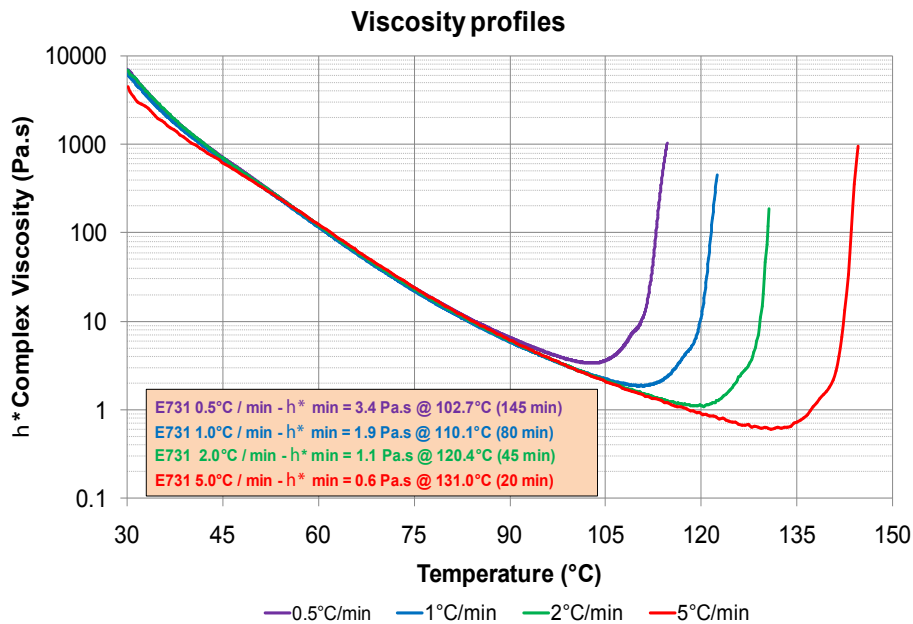 Viscosity profiles
10000
1000
100
10
1
0.1
h* Complex Viscosity (Pa.s)
E731 0.5°C / min - h* min = 3.4 Pa.s @ 102.7°C (145 min)
E731 1.0°C / min - h* min = 1.9 Pa.s @ 110.1°C (80 min)
E731 2.0°C / min - h* min = 1.1 Pa.s @ 120.4°C (45 min)
E731 5.0°C / min - h* min = 0.6 Pa.s @ 131.0°C (20 min)
30 45 60 75 90 105 120 135 150
Temperature (°C)
0.5°C/min 1°C/min 2°C/min 5°C/min